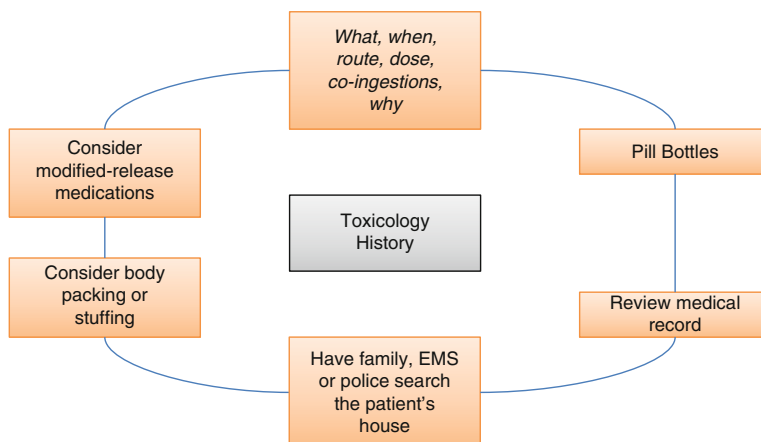 What, when,
route, dose,
co-ingestions,
why
Pill Bottles
Review medical
record
Have family, EMS
or police search
the patient's
house
Consider body
packing or
stuffing
Consider
modified-release
medications
Toxicology
History